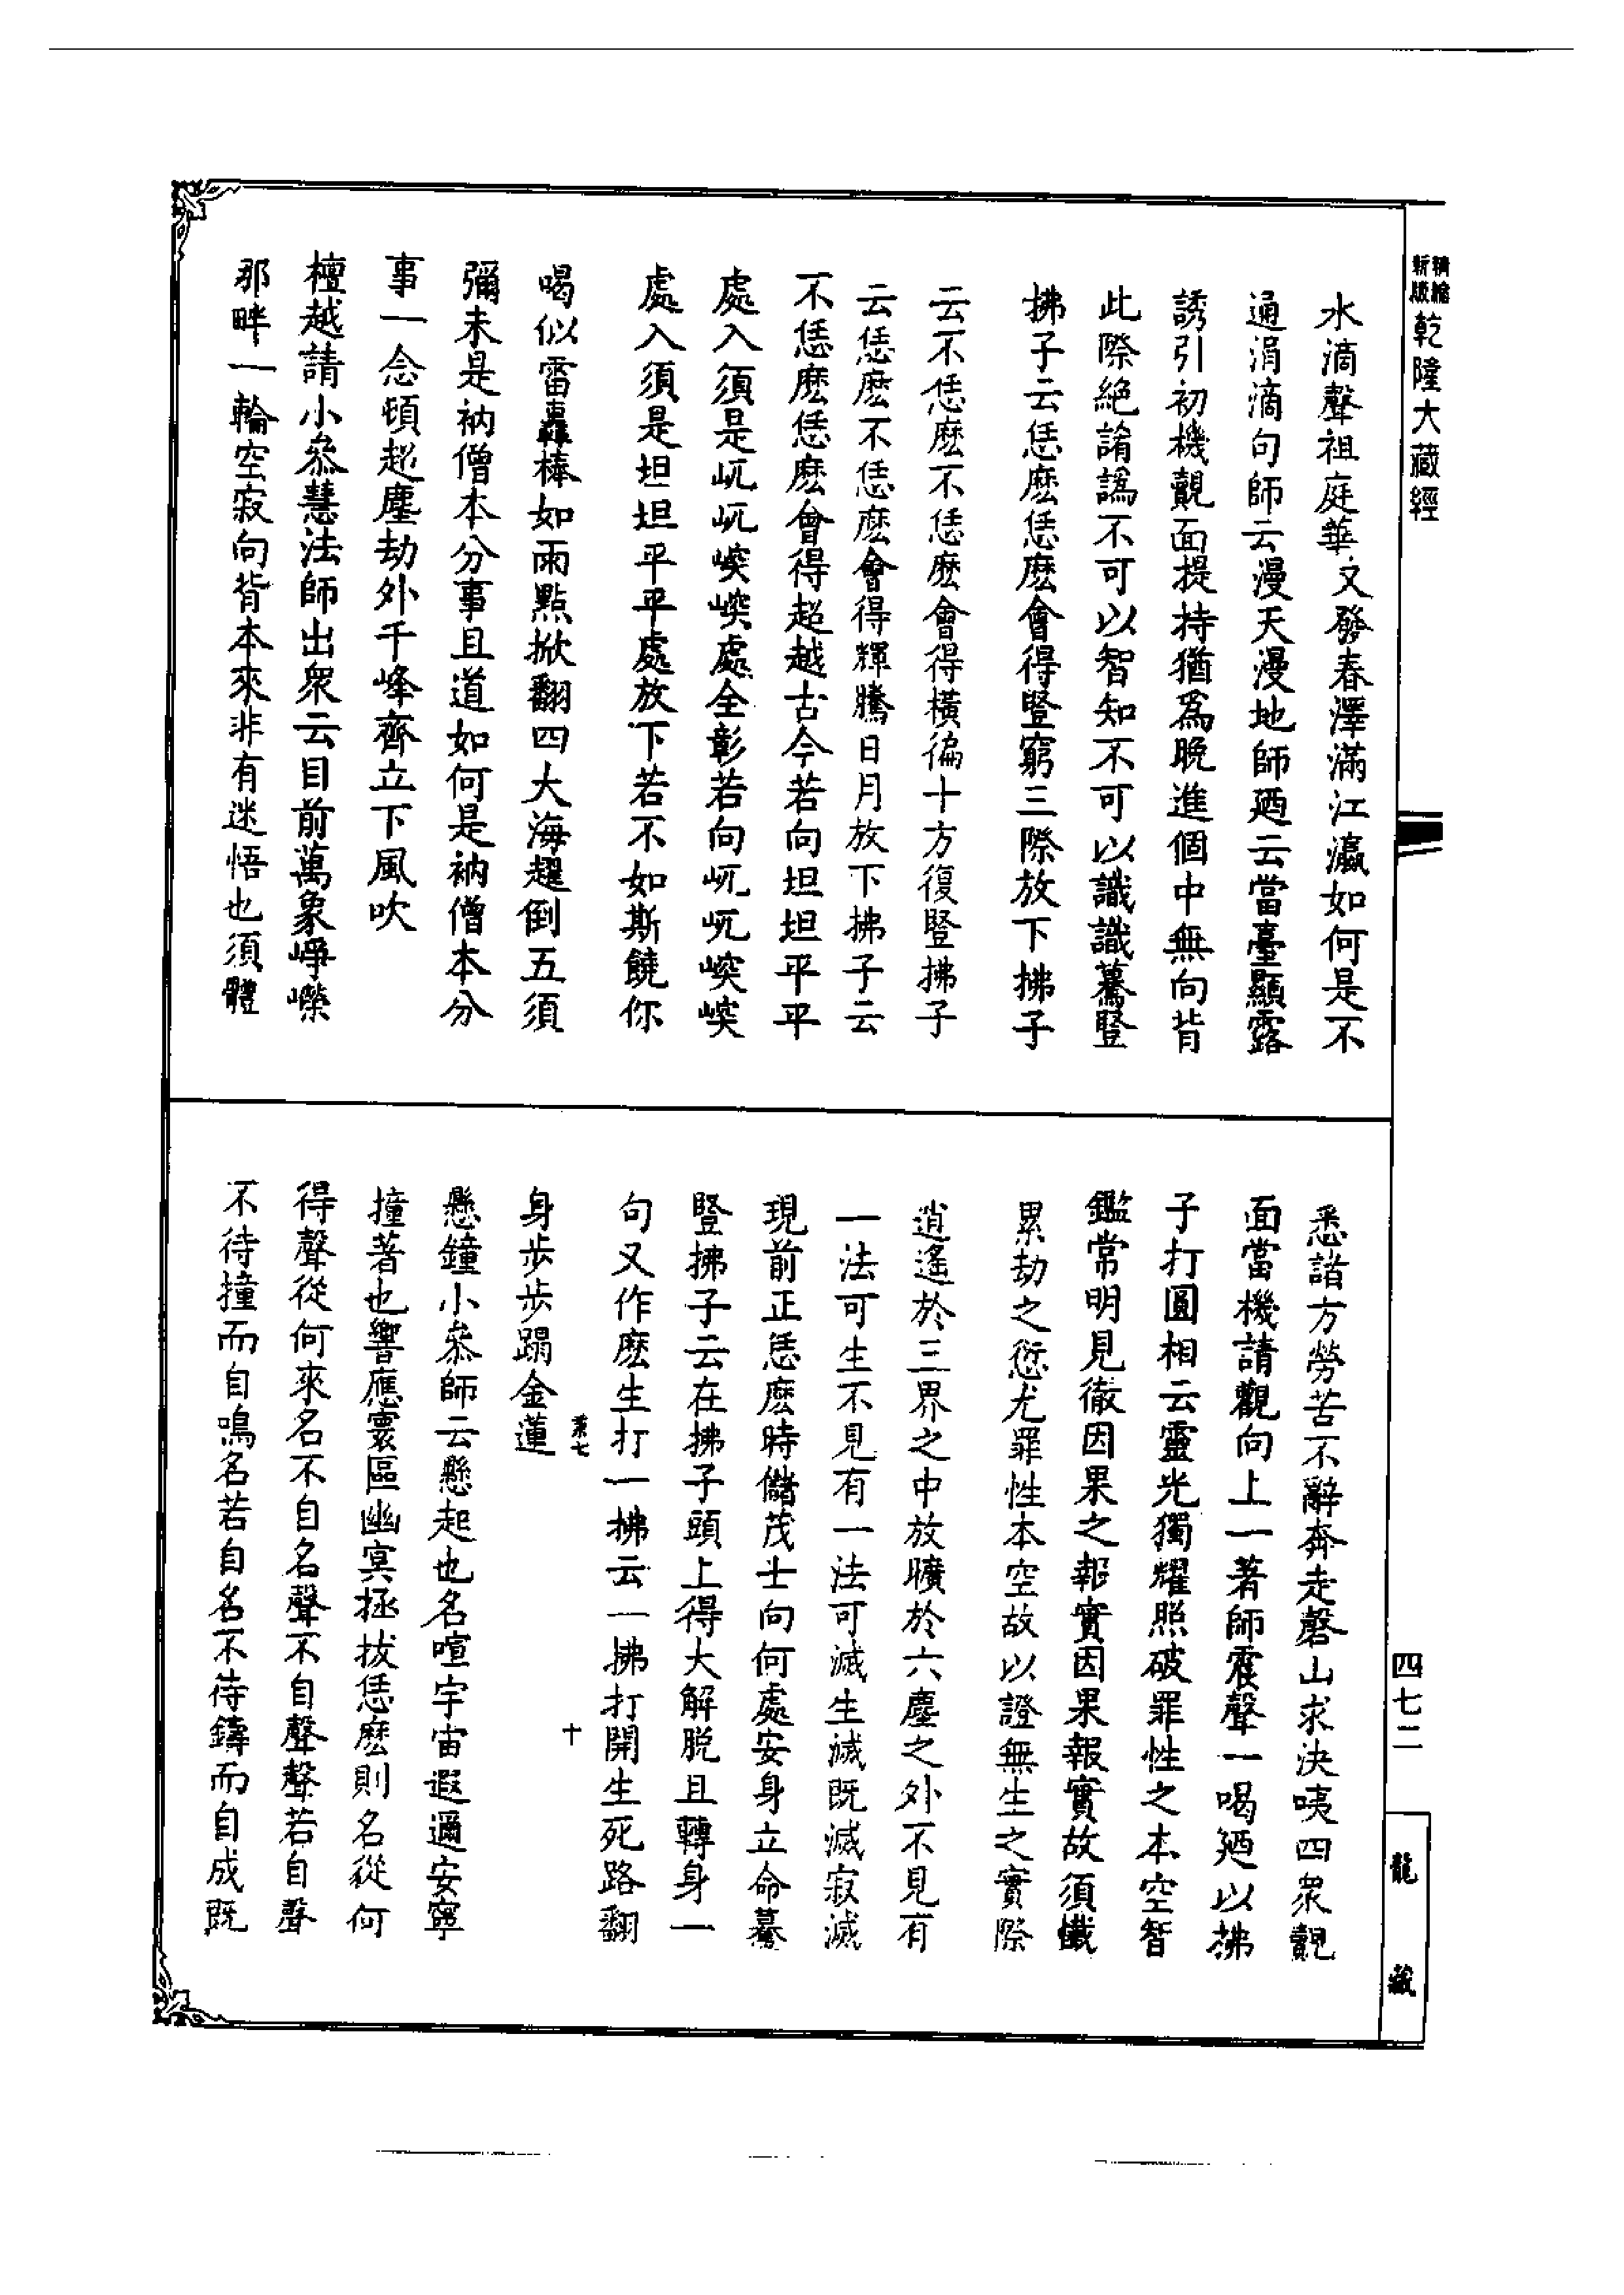 精縮
新版
乾隆大藏經
水滴聲祖庭華又發春澤滿江瀛如何是不
通涓滴句師云漫天漫地師廼云當臺顯露
誘引初機覿面提持猶爲晚進個中無向背
此際絕諵譌不可以智知不可以識識驀豎
拂子云恁麽恁麽會得豎窮三際放下拂子
云不恁麽不恁麽會得橫徧十方復豎拂子
云恁麽不恁麽會得輝騰日月放下拂子云
不恁麽恁麽會得超越古今若向坦坦平平
處入須是屼屼㟮㟮處全彰若向屼屼㟮㟮
處入須是坦坦平平處放下若不如斯饒你
喝似雷轟棒如雨點掀翻四大海趯倒五須
彌未是衲僧本分事且道如何是衲僧本分
事一念頓超塵劫外千峰齊立下風吹
檀越請小叅慧法師出衆云目前萬象崢嶸
那畔一輪空寂向背本來非有迷悟也須體
悉諳方勞苦不辭奔走磬山求決咦四衆覿
面當機請觀向上一著師震聲一喝廼以拂
子打圓相云靈光獨耀照破罪性之本空智
鑑常明見徹因果之報實因果報實故須懺
累劫之愆尤罪性本空故以證無生之實際
逍遙於三界之中放曠於六塵之外不見有
一法可生不見有一法可滅生滅既滅寂滅
現前正恁麽時儲茂士向何處安身立命驀
豎拂子云在拂子頭上得大解脫且轉身一
句又作麽生打一拂云一拂打開生死路翻
身步步蹋金蓮
業七
十
懸鐘小叅師云懸起也名喧宇宙遐邇安寧
撞著也響應寰區幽冥拯拔恁麽則名從何
得聲從何來名不自名聲不自聲聲若自聲
不待撞而自鳴名若自名不待鑄而自成既
四七二
龍藏